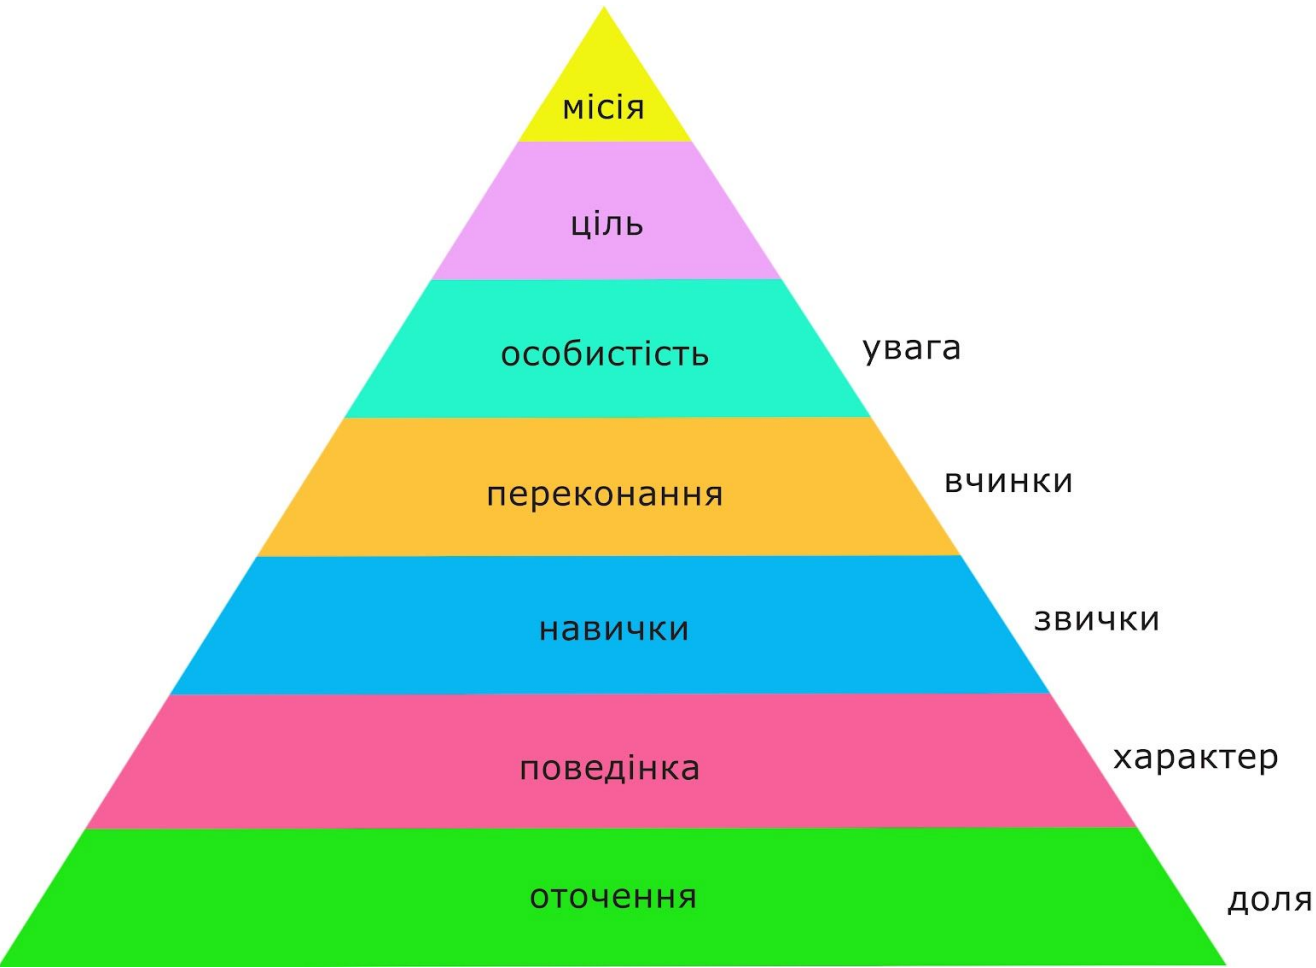 місія
ціль
особистість
увага
переконання
вчинки
навички
звички
поведінка
характер
оточення
доля